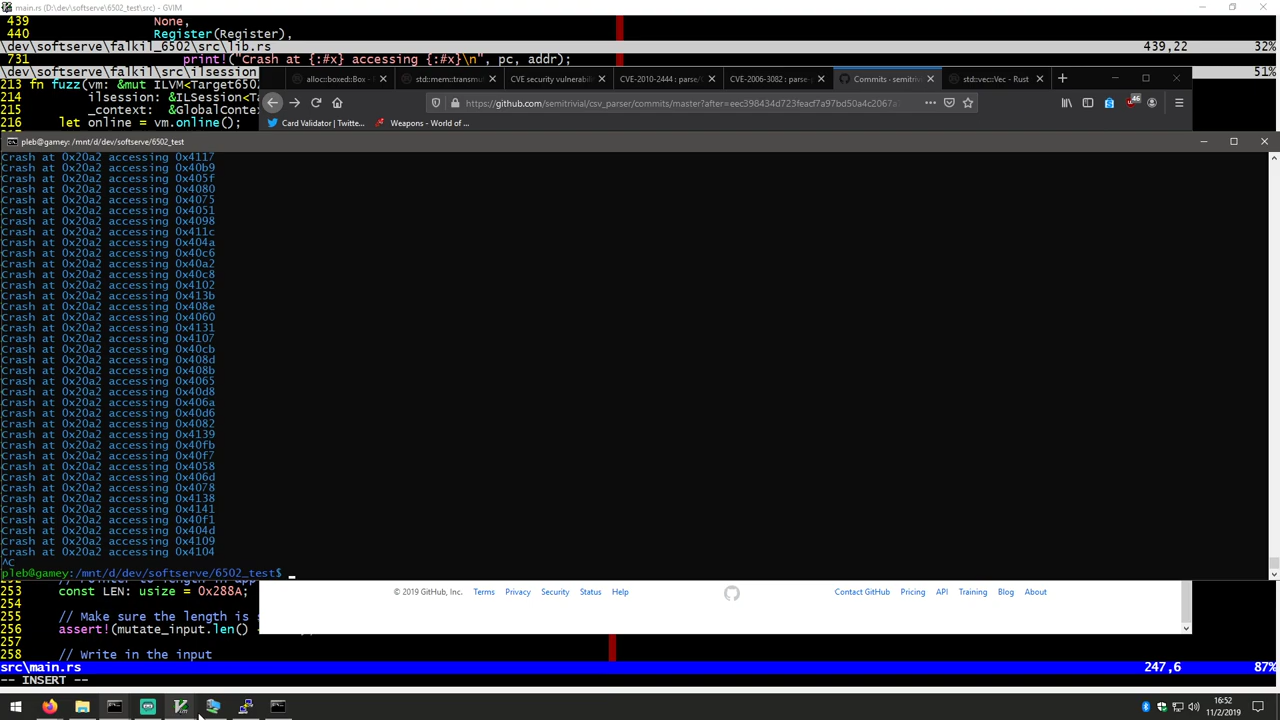 main.rs (D:\dev\softserve\6502_test\src) - GVIM
439 None,
440 Register(Register),
\dev\softserve\falkil_6502\src\lib.rs 439,22 32%
731 print!("Crash at {:#x} accessing {:#x}\n", pc, addr);
\dev\softserve\falkil\src\ilsession 51%
213 fn fuzz(vm: &mut ILVM<Target650
214 ilsession: &ILSession<Ta
215 _context: &GlobalContex
216 let online = vm.online();
alloc::boxed::Box - std::mem::transmu CVE security vulnerabili CVE-2010-2444 : parse/ CVE-2006-3082 : parse- Commits · semitrivi std::vec::Vec - Rust
https://github.com/semitrivial/csv_parser/commits/master?after=eec398434d723feacf7a97bd50a4c2067a 46
Card Validator | Twitte... Weapons - World of ...
pleb@gamey: /mnt/d/dev/softserve/6502_test
Crash at 0x20a2 accessing 0x4117
Crash at 0x20a2 accessing 0x40b9
Crash at 0x20a2 accessing 0x405f
Crash at 0x20a2 accessing 0x4080
Crash at 0x20a2 accessing 0x4075
Crash at 0x20a2 accessing 0x4051
Crash at 0x20a2 accessing 0x4098
Crash at 0x20a2 accessing 0x411c
Crash at 0x20a2 accessing 0x404a
Crash at 0x20a2 accessing 0x40c6
Crash at 0x20a2 accessing 0x40a2
Crash at 0x20a2 accessing 0x40c8
Crash at 0x20a2 accessing 0x4102
Crash at 0x20a2 accessing 0x413b
Crash at 0x20a2 accessing 0x408e
Crash at 0x20a2 accessing 0x4060
Crash at 0x20a2 accessing 0x4131
Crash at 0x20a2 accessing 0x4107
Crash at 0x20a2 accessing 0x40cb
Crash at 0x20a2 accessing 0x408d
Crash at 0x20a2 accessing 0x408b
Crash at 0x20a2 accessing 0x4065
Crash at 0x20a2 accessing 0x40d8
Crash at 0x20a2 accessing 0x406a
Crash at 0x20a2 accessing 0x40d6
Crash at 0x20a2 accessing 0x4082
Crash at 0x20a2 accessing 0x4139
Crash at 0x20a2 accessing 0x40fb
Crash at 0x20a2 accessing 0x40f7
Crash at 0x20a2 accessing 0x4058
Crash at 0x20a2 accessing 0x406d
Crash at 0x20a2 accessing 0x4078
Crash at 0x20a2 accessing 0x4138
Crash at 0x20a2 accessing 0x4141
Crash at 0x20a2 accessing 0x40f1
Crash at 0x20a2 accessing 0x404d
Crash at 0x20a2 accessing 0x4109
Crash at 0x20a2 accessing 0x4104
^C
pleb@gamey:/mnt/d/dev/softserve/6502_test$
253 const LEN: usize = 0x288A;
© 2019 GitHub, Inc. Terms Privacy Security Status Help Contact GitHub Pricing API Training Blog About
254
255 // Make sure the length is s
256 assert!(mutate_input.len()
257
258 // Write in the input
src\main.rs 247,6 87%
-- INSERT --
16:52
11/2/2019